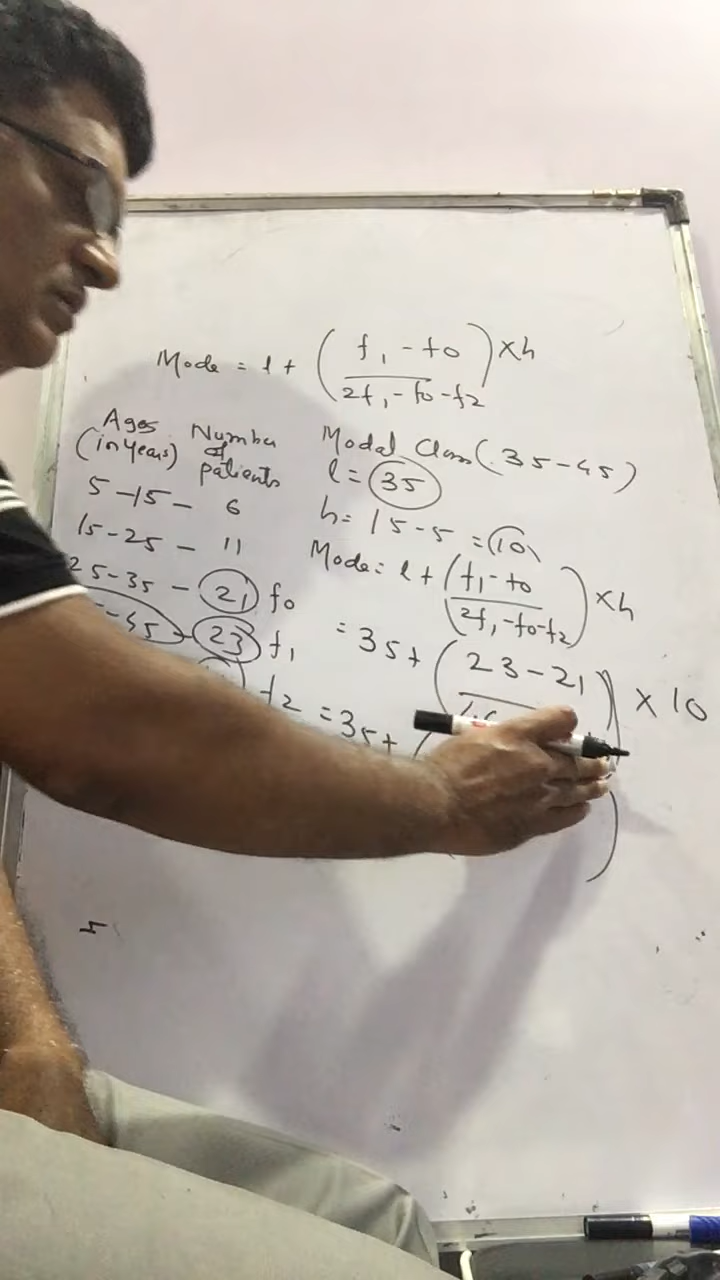 Mode = l + (f₁ - f0 / 2f₁ - f0 - f2) × h
Ages Number
(in years) of
patients
5-15 - 6
15-25 - 11
25-35 - 21 f0
-45 - 23 f₁
f2
Modal Class (35-45)
l = 35
h = 15-5 = 10
Mode = l + (f₁ - f0 / 2f₁ - f0 - f2) × h
= 35 + (23 - 21) × 10
= 35 + ( )